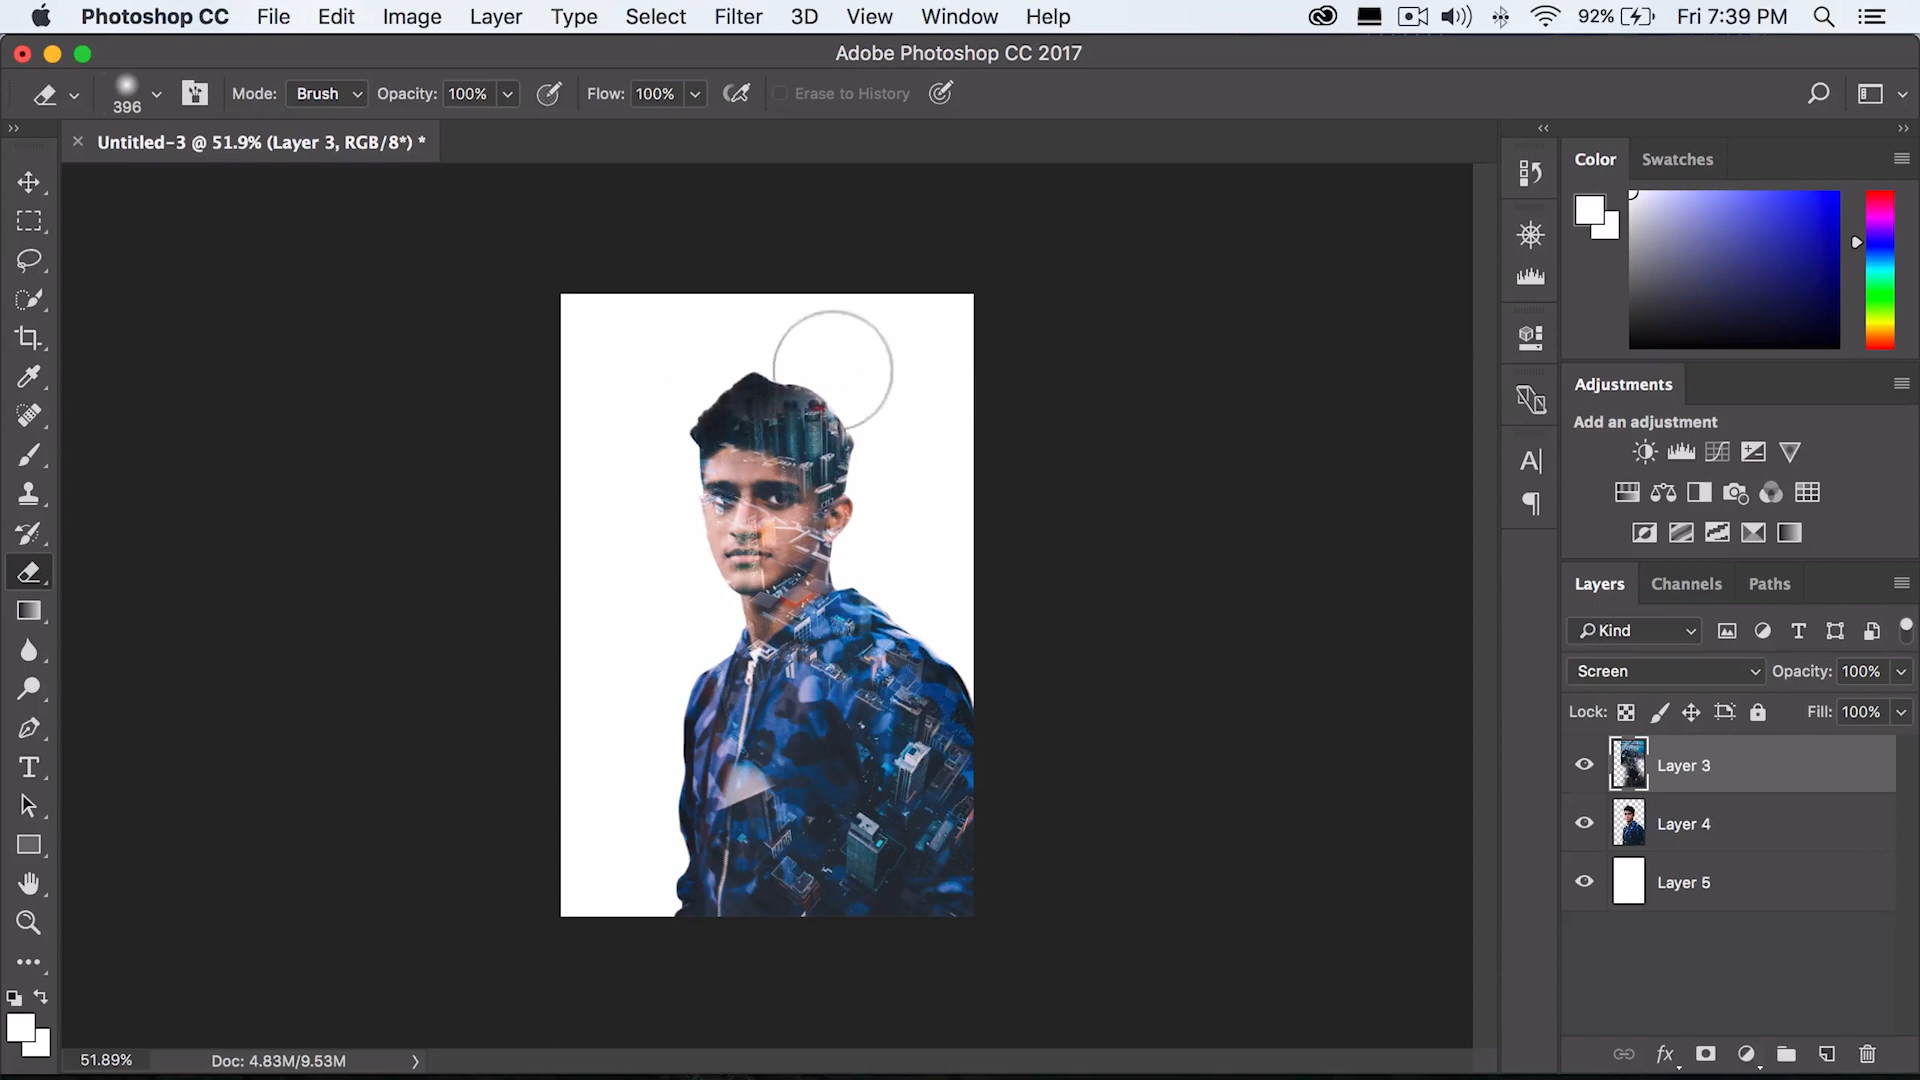 Photoshop CC File Edit Image Layer Type Select Filter 3D View Window Help 92% Fri 7:39 PM
Adobe Photoshop CC 2017
396 Mode: Brush Opacity: 100% Flow: 100% Erase to History
Untitled-3 @ 51.9% (Layer 3, RGB/8*) *
Color Swatches
Adjustments
Add an adjustment
Layers Channels Paths
Kind
Screen Opacity: 100%
Lock: Fill: 100%
Layer 3
Layer 4
Layer 5
fx
51.89% Doc: 4.83M/9.53M